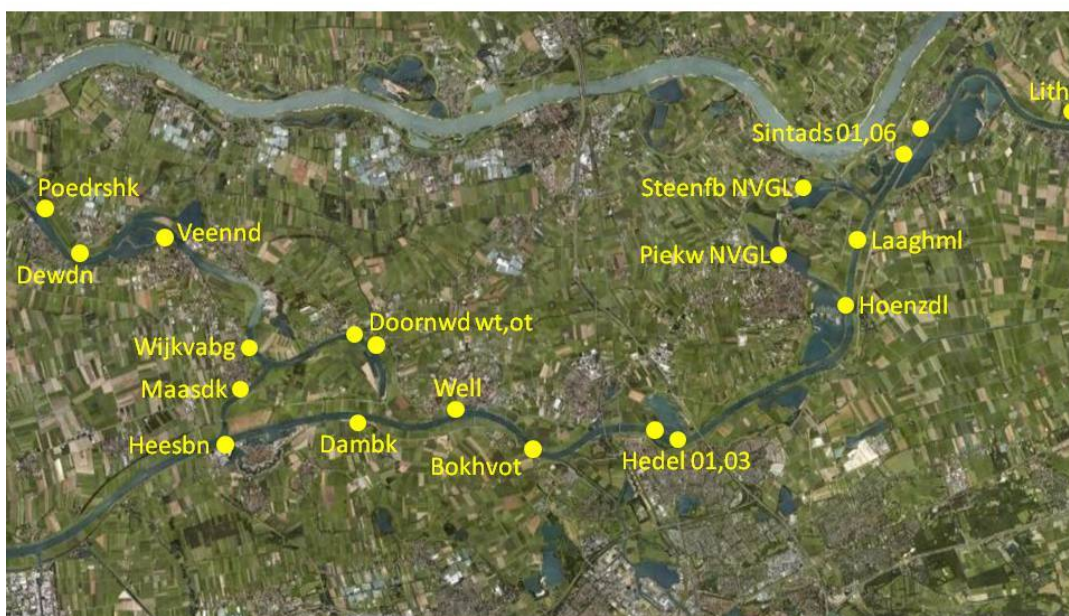 Lith
Sintads 01,06
Poedrshk
Steenfb NVGL
Veennd
Laaghml
Dewdn
Piekw NVGL
Hoenzdl
Doornwd wt,ot
Wijkvabg
Maasdk
Well
Heesbn
Dambk
Bokhvot
Hedel 01,03